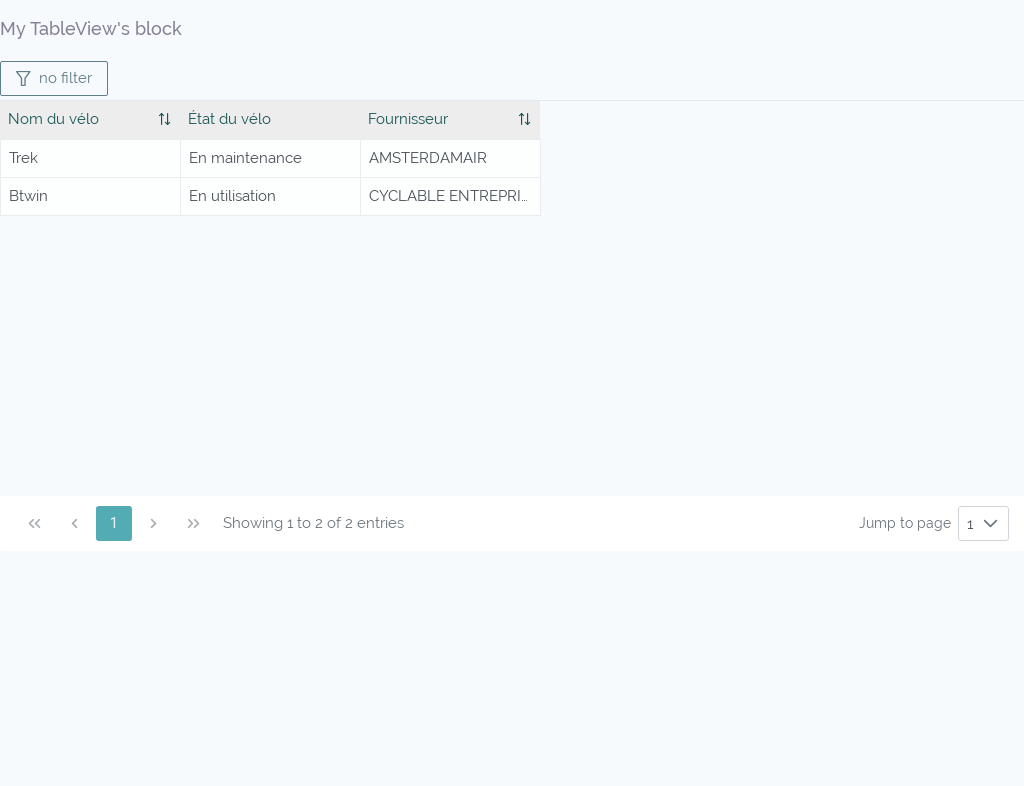 My TableView's block
no filter
Nom du vélo État du vélo Fournisseur
Trek En maintenance AMSTERDAMAIR
Btwin En utilisation CYCLABLE ENTREPRI...
1 Showing 1 to 2 of 2 entries Jump to page 1